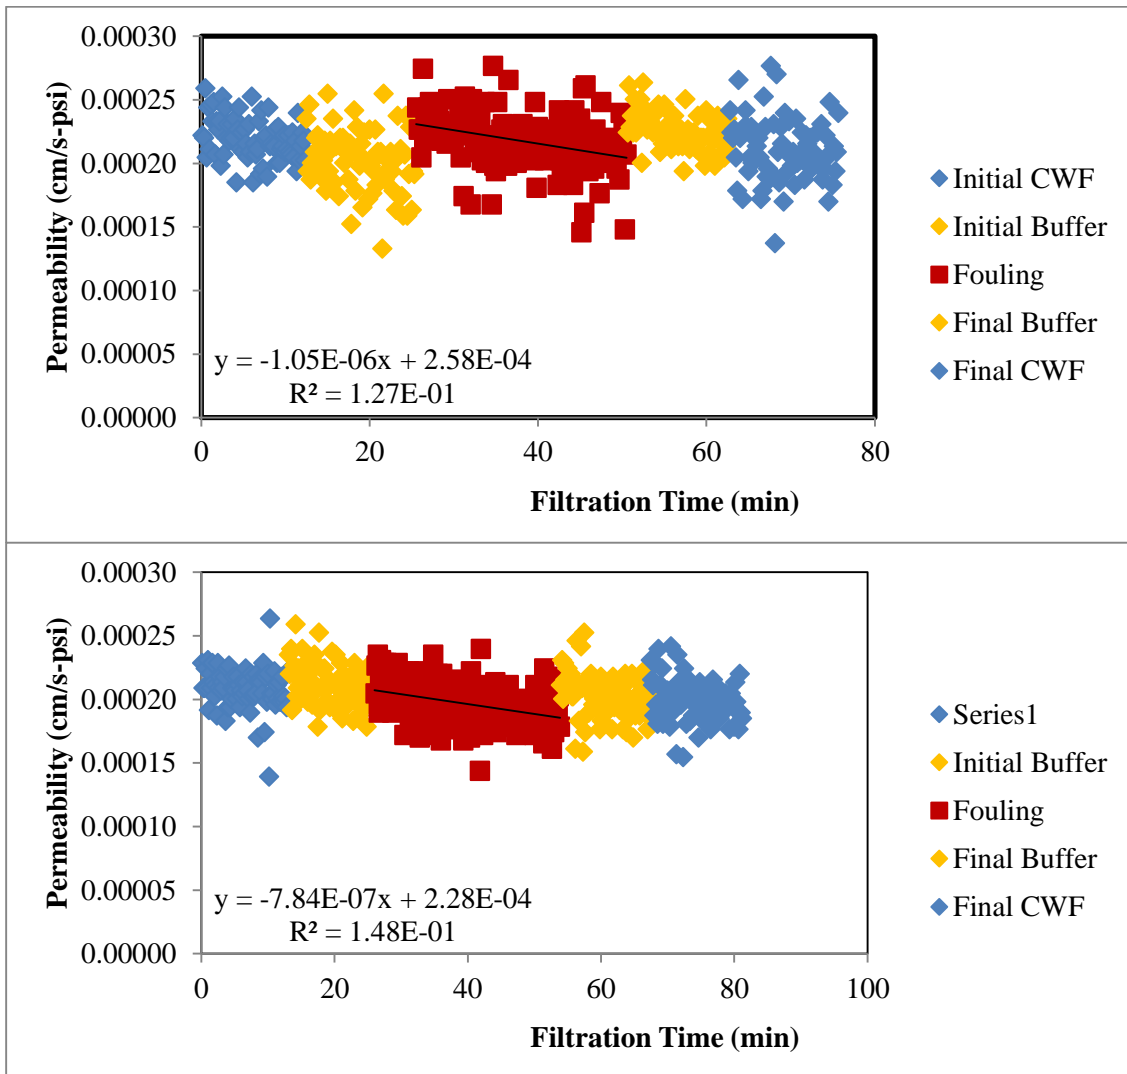 0.00030
0.00025
0.00020
0.00015
0.00010
0.00005
0.00000
Permeability (cm/s-psi)
y = -1.05E-06x + 2.58E-04
R² = 1.27E-01
0 20 40 60 80
Filtration Time (min)
Initial CWF
Initial Buffer
Fouling
Final Buffer
Final CWF
0.00030
0.00025
0.00020
0.00015
0.00010
0.00005
0.00000
Permeability (cm/s-psi)
y = -7.84E-07x + 2.28E-04
R² = 1.48E-01
0 20 40 60 80 100
Filtration Time (min)
Series1
Initial Buffer
Fouling
Final Buffer
Final CWF